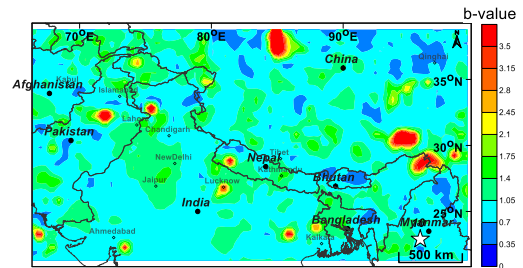 b-value
70°E
80°E
90°E
N
China
Qinghai
Kabul
Afghanistan
Islamabad
35°N
Lahore
Chandigarh
Pakistan
30°N
NewDelhi
Nepal
Tibet
Kathmandu
Jaipur
Lucknow
Bhutan
India
25°N
Bangladesh
Myanmar
Ahmedabad
Kolkata
500 km
3.5
3.15
2.8
2.45
2.1
1.75
1.4
1.05
0.7
0.35
0